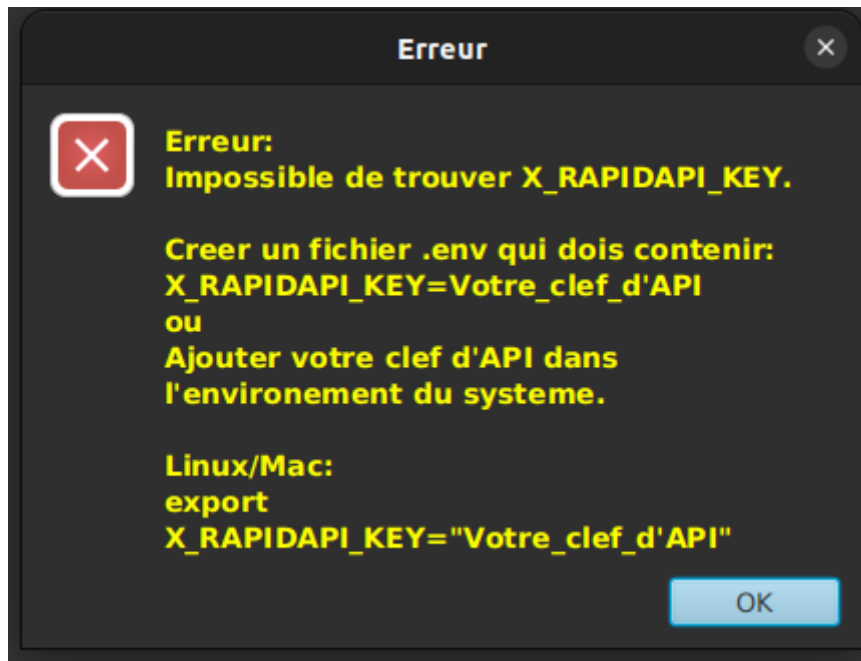 Erreur
Erreur:
Impossible de trouver X_RAPIDAPI_KEY.
Creer un fichier .env qui dois contenir:
X_RAPIDAPI_KEY=Votre_clef_d'API
ou
Ajouter votre clef d'API dans
l'environement du systeme.
Linux/Mac:
export
X_RAPIDAPI_KEY="Votre_clef_d'API"
OK